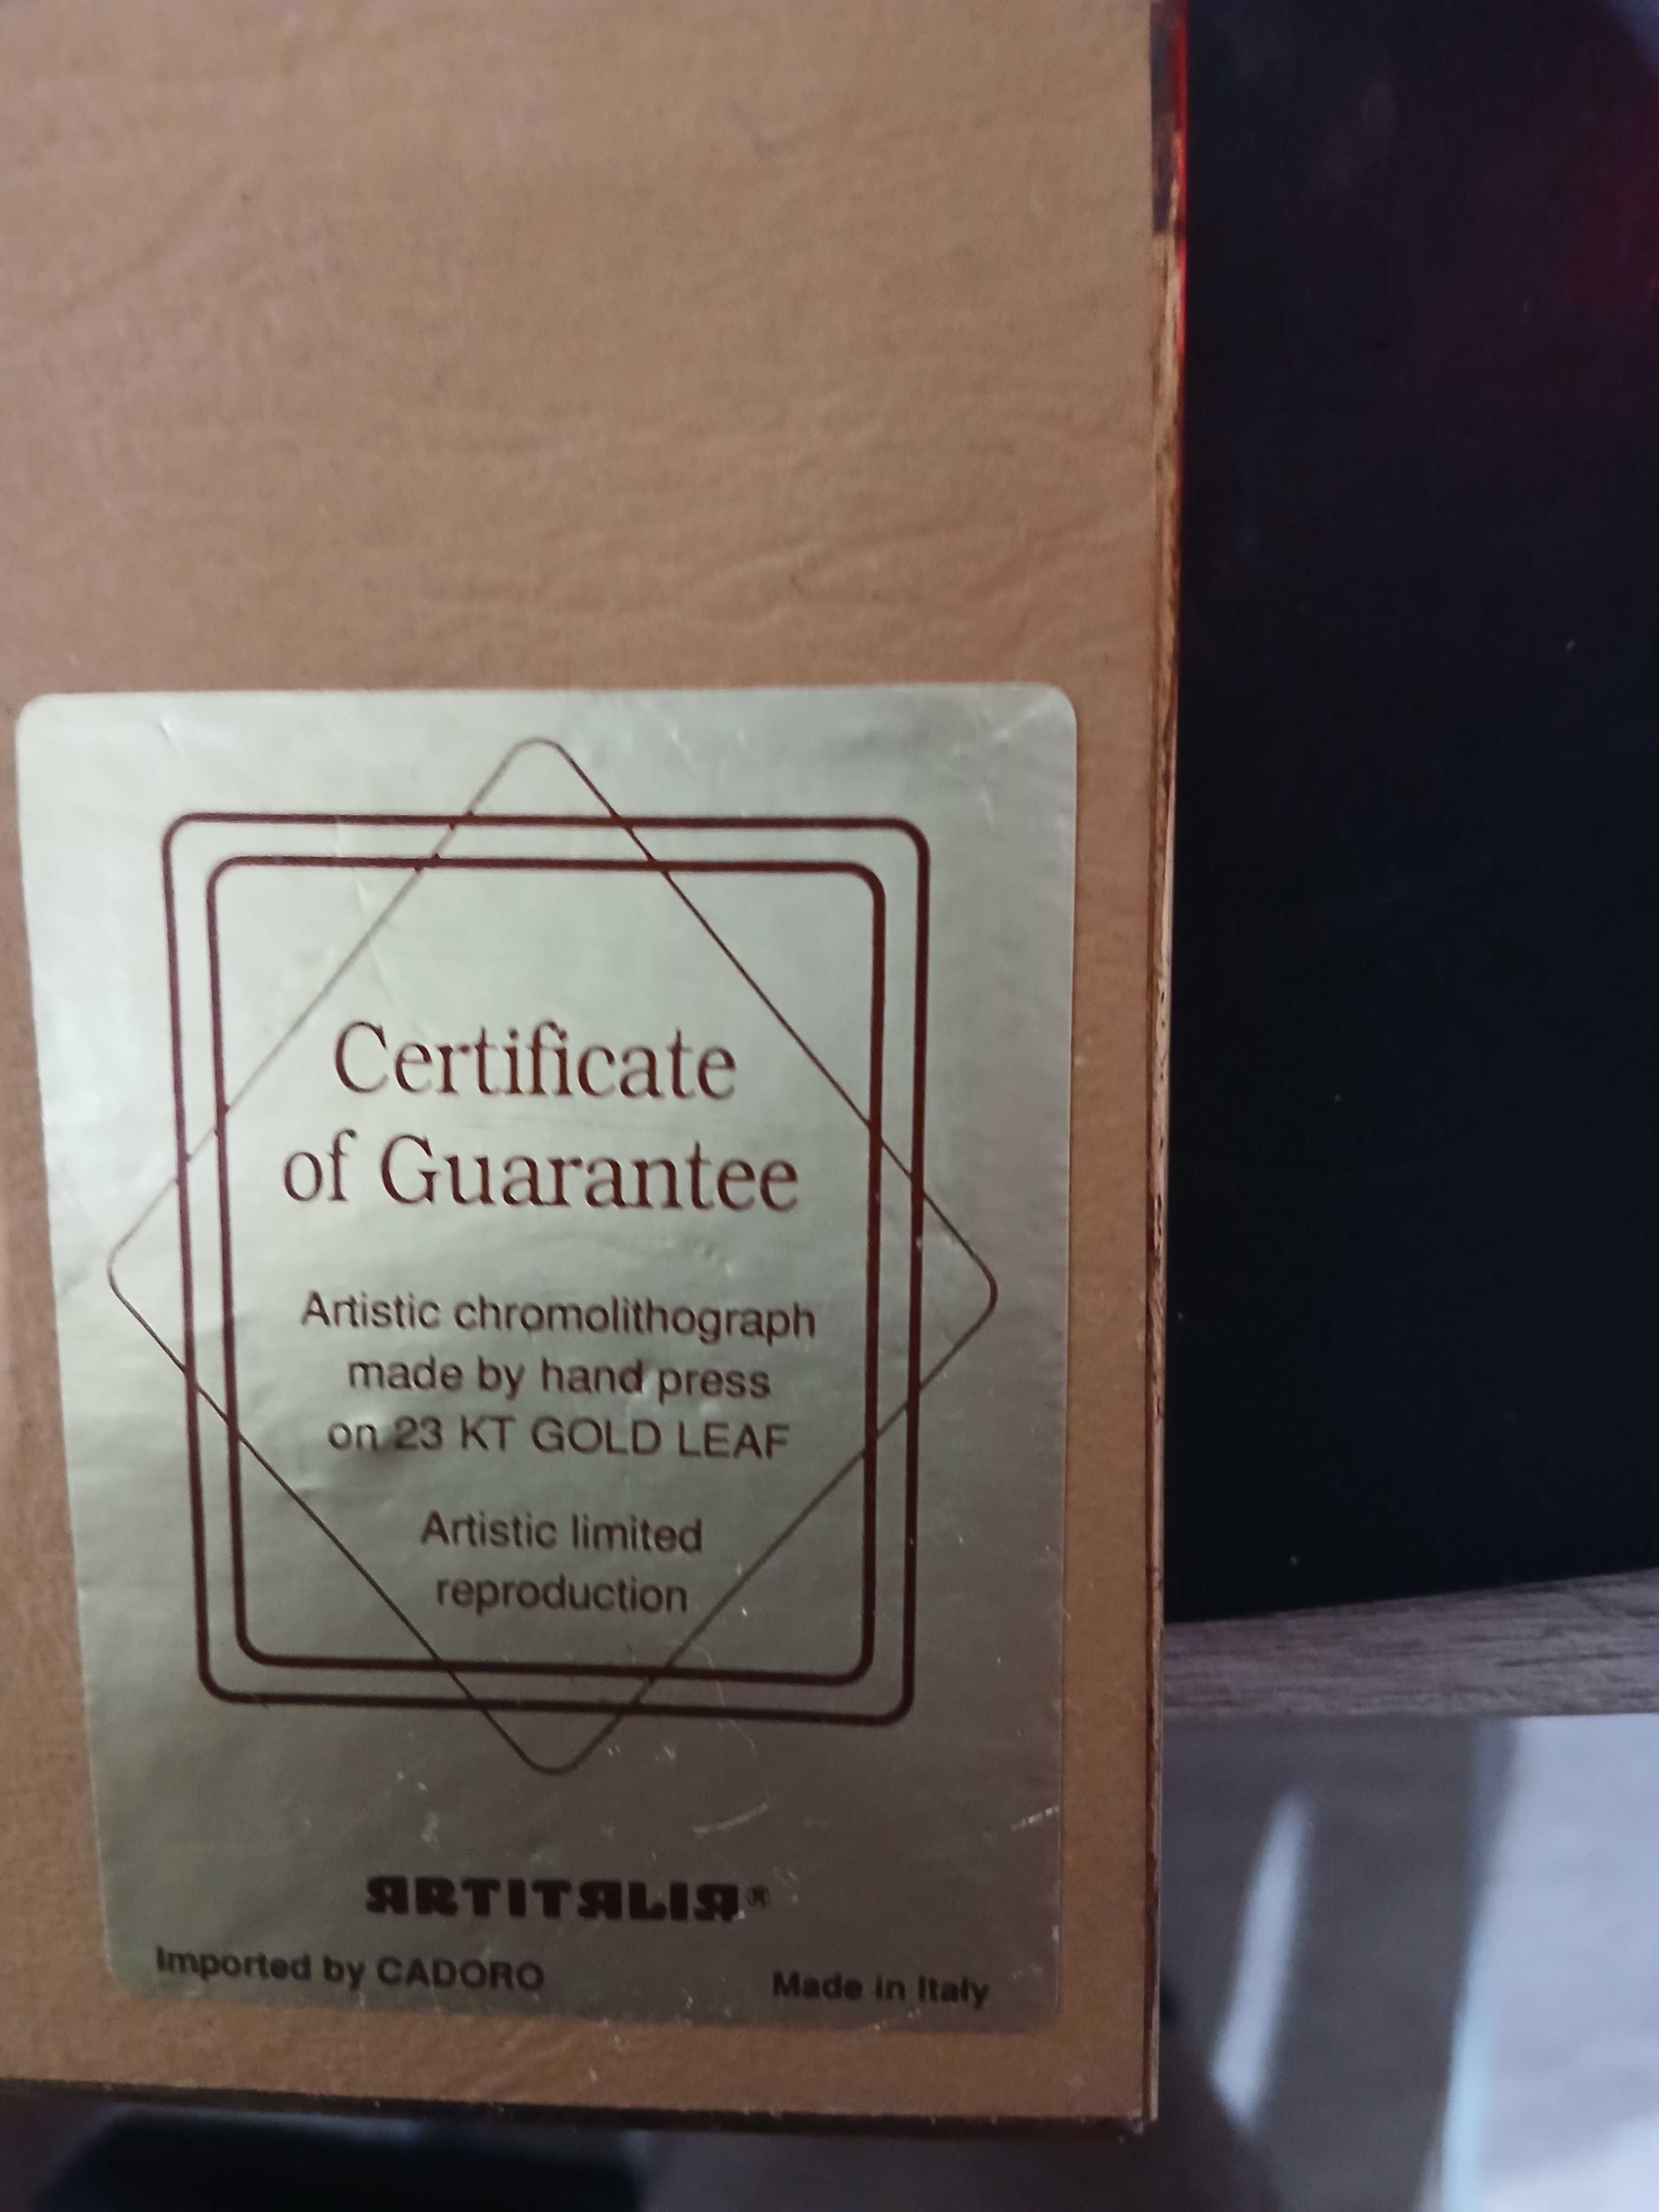 Certificate
of Guarantee
Artistic chromolithograph
made by hand press
on 23 KT GOLD LEAF
Artistic limited
reproduction
ARTITALIA®
Imported by CADORO
Made in Italy